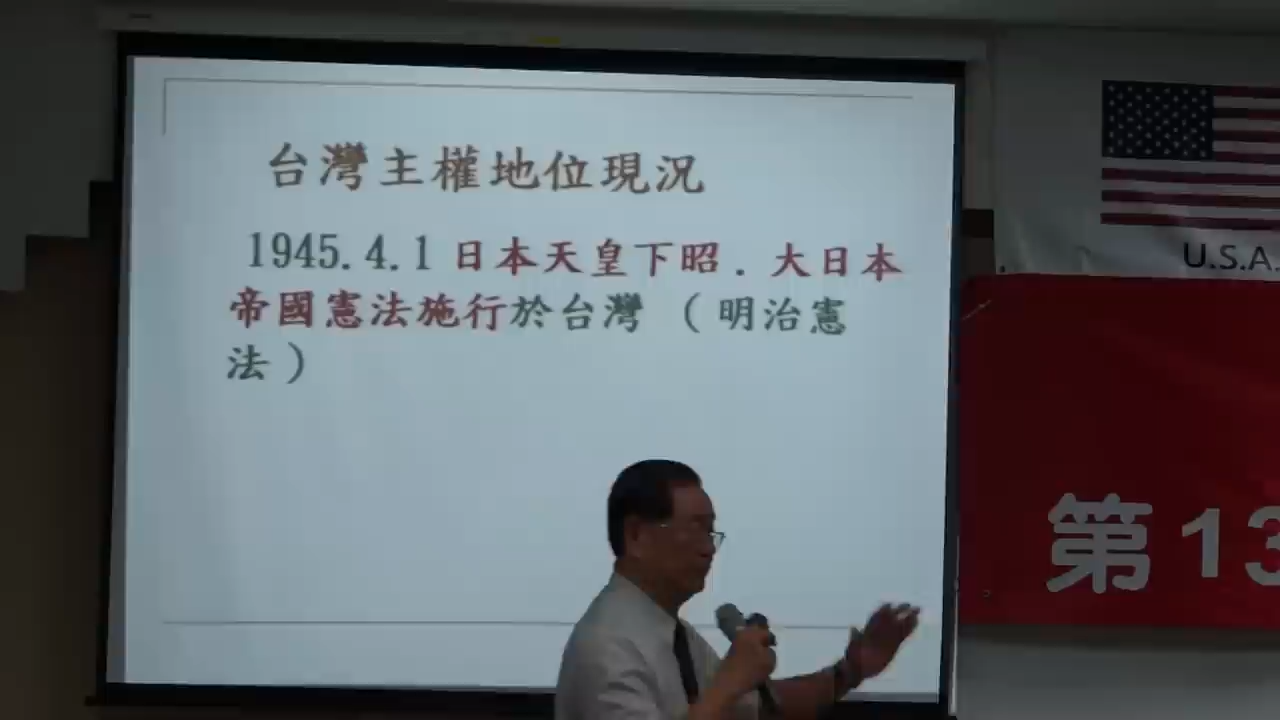 台灣主權地位現況
1945.4.1 日本天皇下昭．大日本
帝國憲法施行於台灣（明治憲
法）
U.S.A.
第13